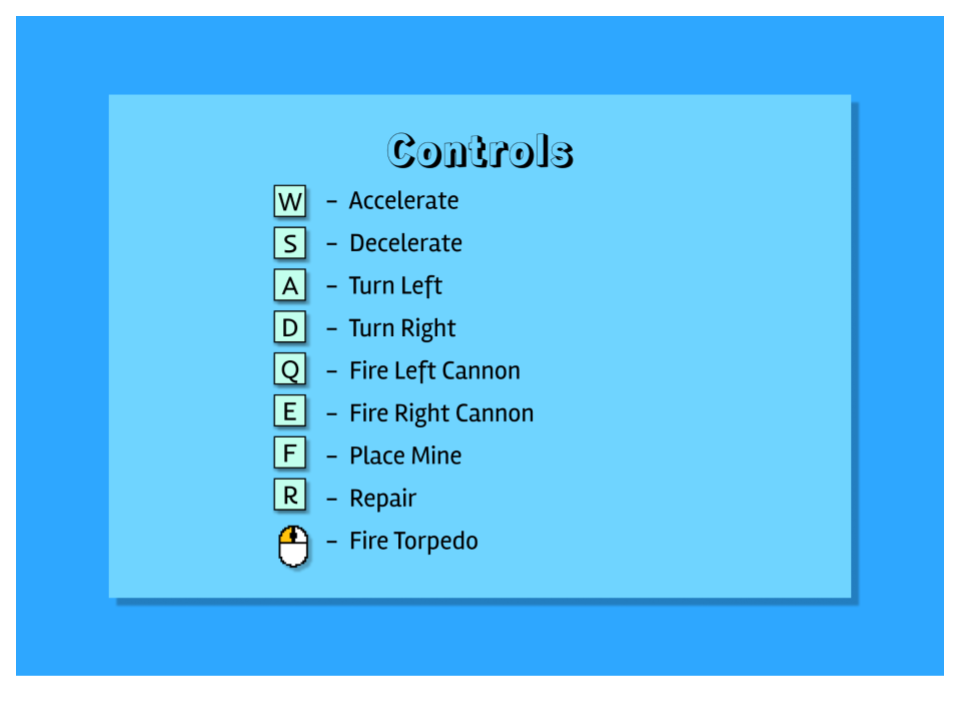 Controls
W – Accelerate
S – Decelerate
A – Turn Left
D – Turn Right
Q – Fire Left Cannon
E – Fire Right Cannon
F – Place Mine
R – Repair
– Fire Torpedo